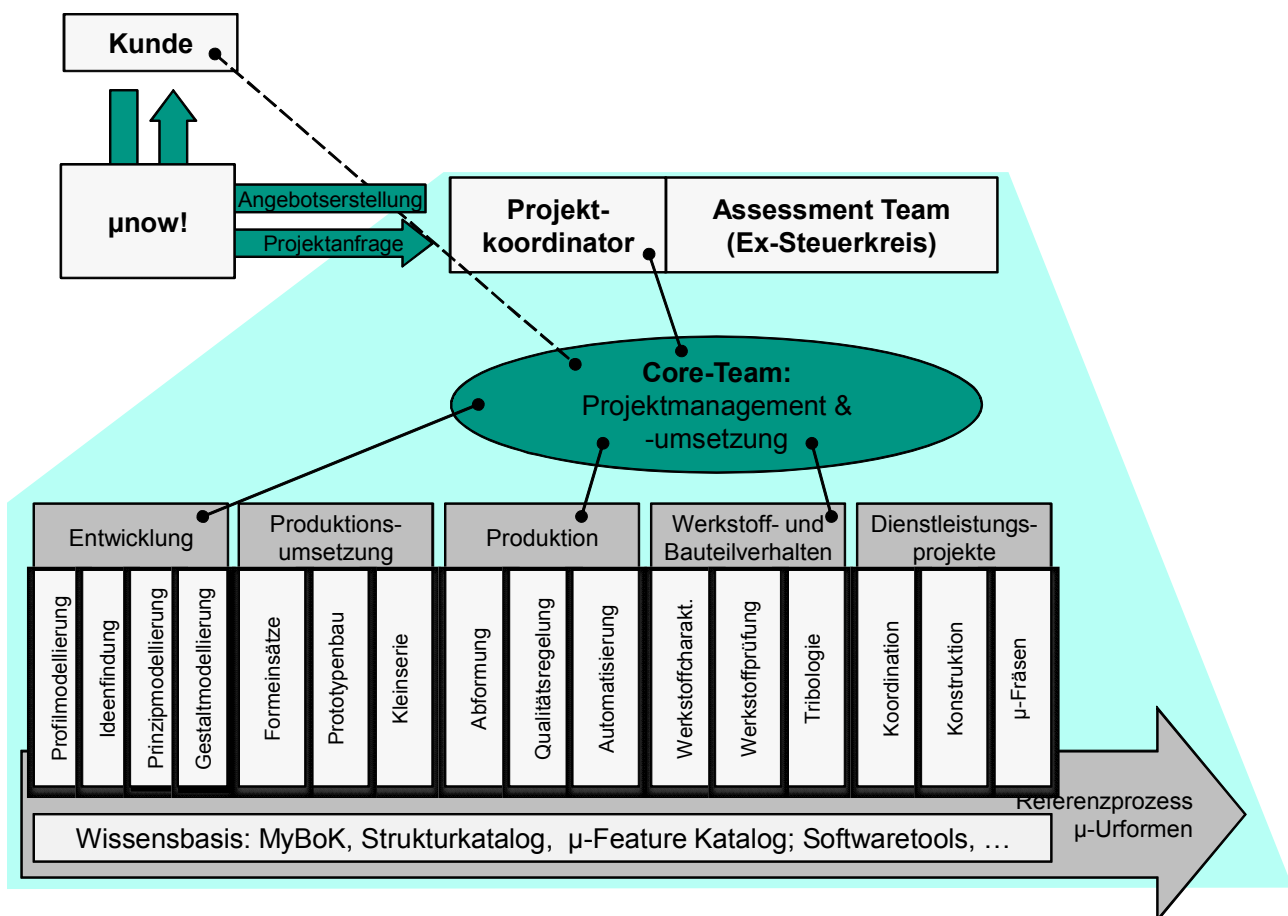 Kunde
µnow!
Angebotserstellung
Projektanfrage
Projekt-
koordinator
Assessment Team
(Ex-Steuerkreis)
Core-Team:
Projektmanagement &
-umsetzung
Entwicklung
Produktions-
umsetzung
Produktion
Werkstoff- und
Bauteilverhalten
Dienstleistungs-
projekte
Profilmodellierung
Ideenfindung
Prinzipmodellierung
Gestaltmodellierung
Formeinsätze
Prototypenbau
Kleinserie
Abformung
Qualitätsregelung
Automatisierung
Werkstoffcharakt.
Werkstoffprüfung
Tribologie
Koordination
Konstruktion
µ-Fräsen
Referenzprozess
µ-Urformen
Wissensbasis: MyBoK, Strukturkatalog, µ-Feature Katalog; Softwaretools, …